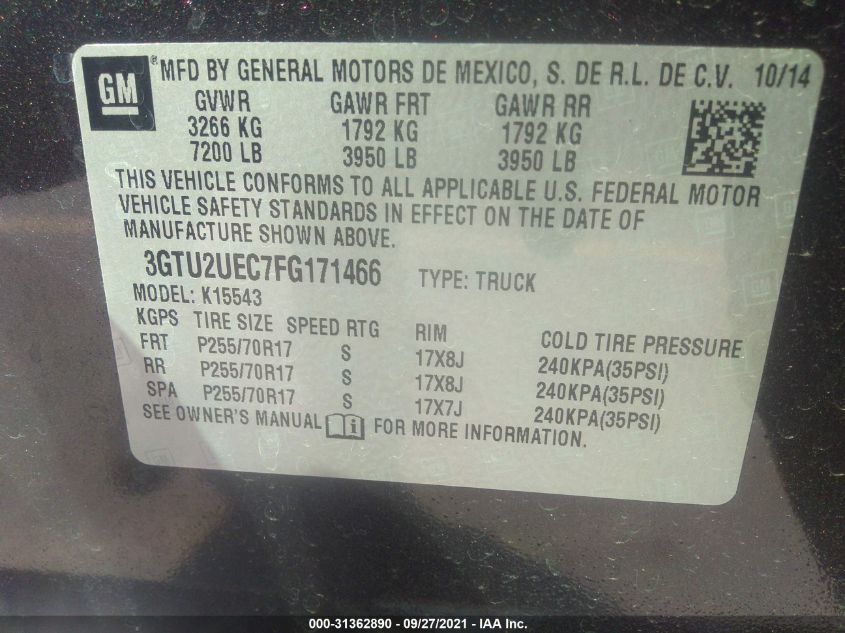 GM ® MFD BY GENERAL MOTORS DE MEXICO, S. DE R.L. DE C.V. 10/14
GVWR GAWR FRT GAWR RR
3266 KG 1792 KG 1792 KG
7200 LB 3950 LB 3950 LB
THIS VEHICLE CONFORMS TO ALL APPLICABLE U.S. FEDERAL MOTOR
VEHICLE SAFETY STANDARDS IN EFFECT ON THE DATE OF
MANUFACTURE SHOWN ABOVE.
3GTU2UEC7FG171466 TYPE: TRUCK
MODEL: K15543
KGPS TIRE SIZE SPEED RTG RIM COLD TIRE PRESSURE
FRT P255/70R17 S 17X8J 240KPA(35PSI)
RR P255/70R17 S 17X8J 240KPA(35PSI)
SPA P255/70R17 S 17X7J 240KPA(35PSI)
SEE OWNER'S MANUAL i FOR MORE INFORMATION.
000-31362890 - 09/27/2021 - IAA Inc.